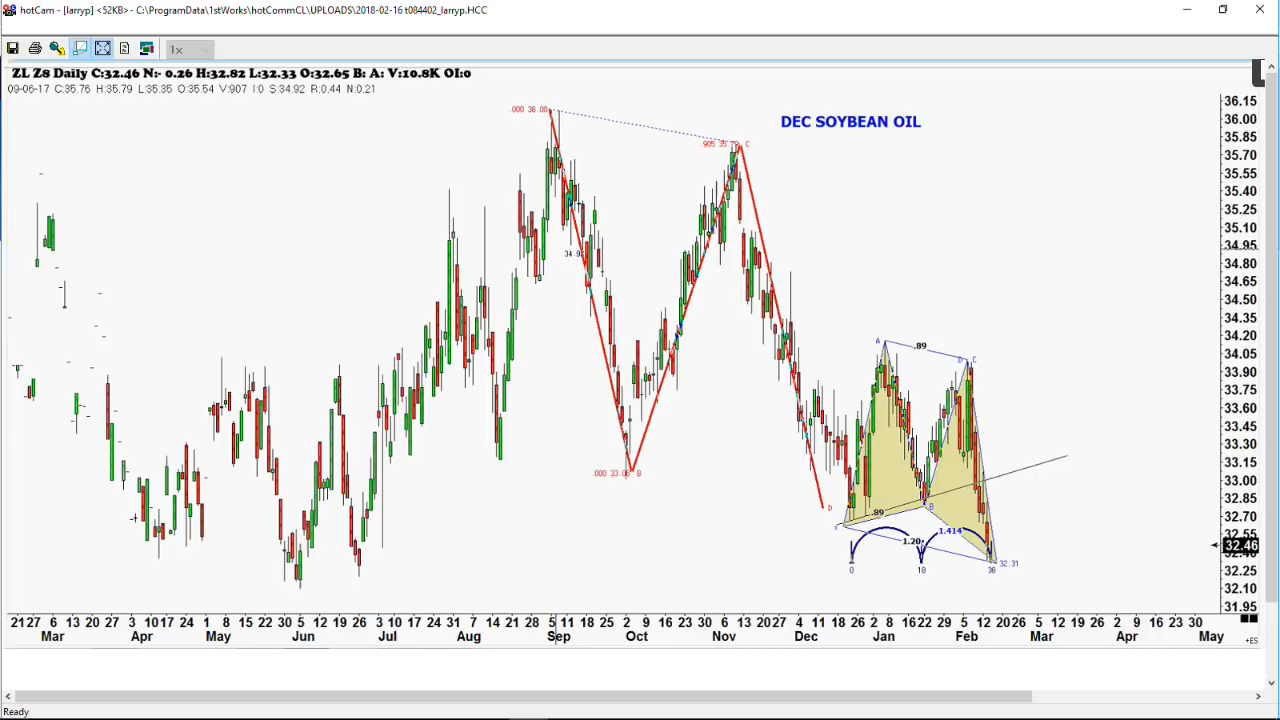 hotCam - [larryp] <52KB> - C:\ProgramData\1stWorks\hotCommCL\UPLOADS\2018-02-16 t084402_larryp.HCC
1x
ZL Z8 Daily C:32.46 N:- 0.26 H:32.82 L:32.33 O:32.65 B: A: V:10.8K OI:0
09-06-17 C:35.76 H:35.79 L:35.35 O:35.54 V:907 I:0 S:34.92 R:0.44 N:0.21
DEC SOYBEAN OIL
C
B
D
A
.89
D C
.89
B
X
1.20
1.414
0
18
36
32.31
36.15
36.00
35.85
35.70
35.55
35.40
35.25
35.10
34.95
34.80
34.65
34.50
34.35
34.20
34.05
33.90
33.75
33.60
33.45
33.30
33.15
33.00
32.85
32.70
32.55
32.46
32.25
32.10
31.95
21 27 6 13 20 27 3 10 17 24 1 8 15 22 30 5 12 19 26 3 10 17 24 31 7 14 21 28 5 11 18 25 2 9 16 23 30 6 13 20 27 4 11 18 26 2 8 16 22 29 5 12 20 26 5 12 19 26 2 9 16 23 30
Mar Apr May Jun Jul Aug Sep Oct Nov Dec Jan Feb Mar Apr May
+ES
Ready